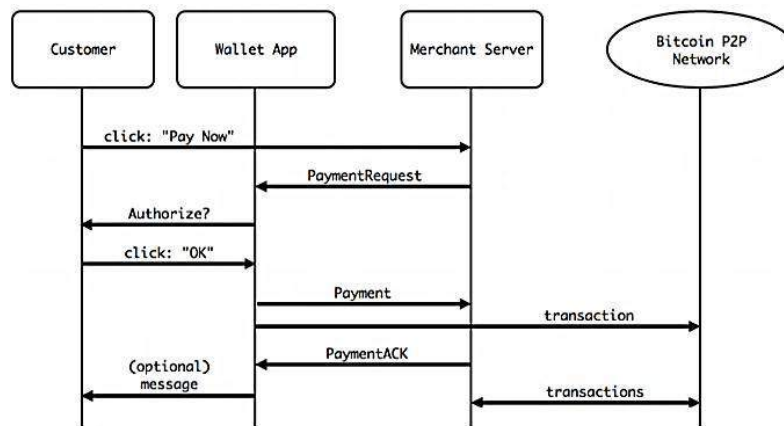 Customer
Wallet App
Merchant Server
Bitcoin P2P
Network
click: "Pay Now"
PaymentRequest
Authorize?
click: "OK"
Payment
transaction
PaymentACK
(optional)
message
transactions